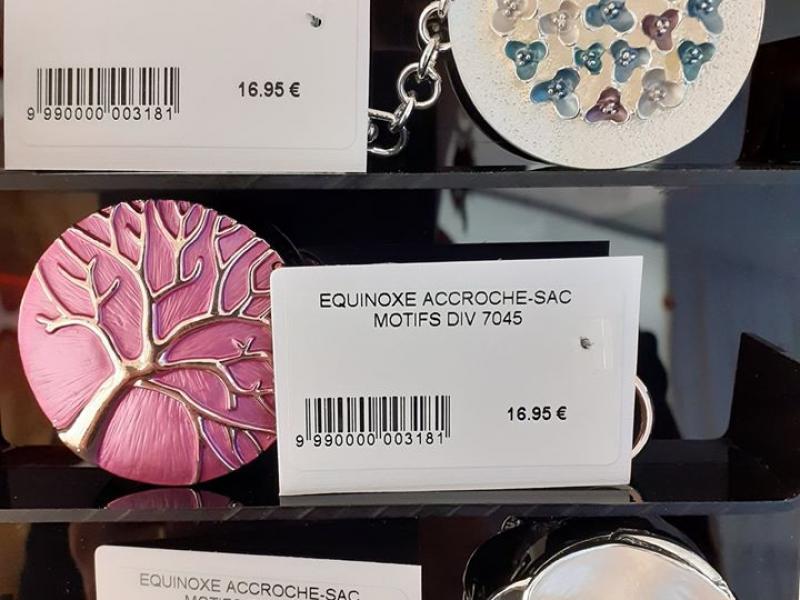 16.95 €
9 990000 003181
EQUINOXE ACCROCHE-SAC
MOTIFS DIV 7045
16.95 €
9 990000 003181
EQUINOXE ACCROCHE-SAC